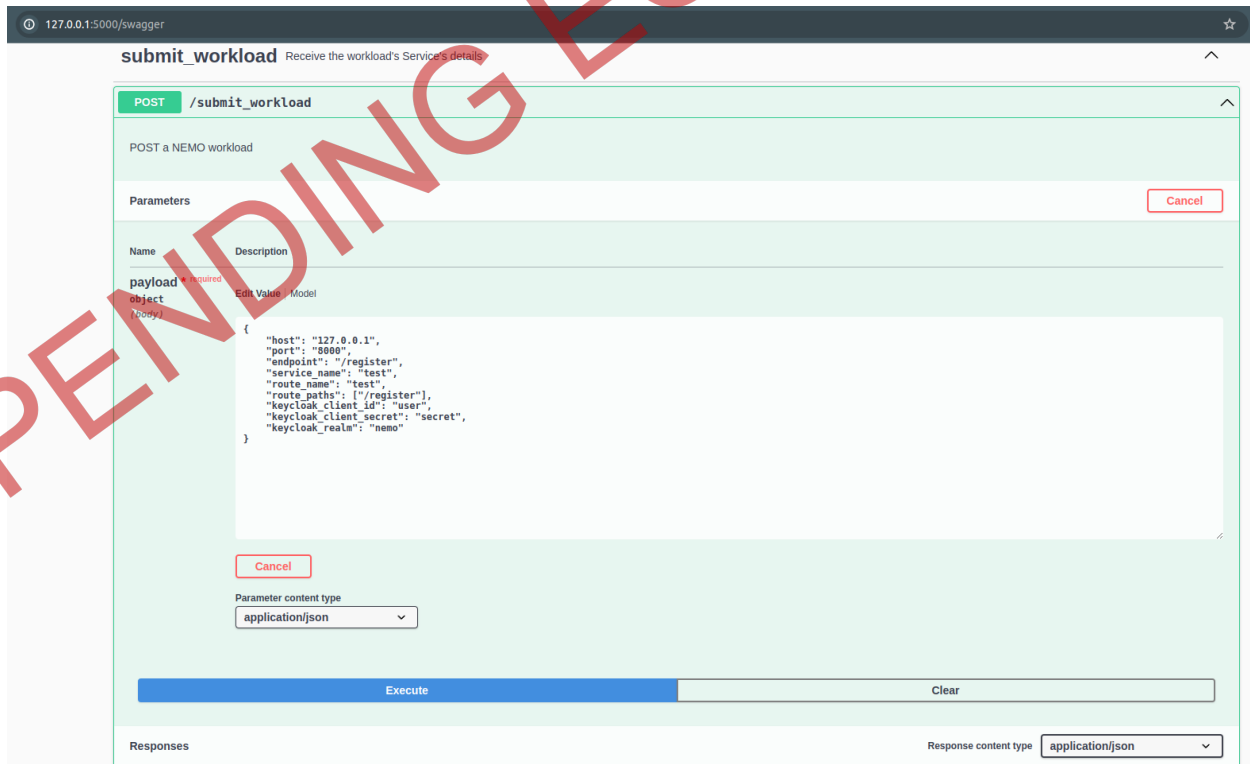 127.0.0.1:5000/swagger
submit_workload Receive the workload's Service's details
POST /submit_workload
POST a NEMO workload
Parameters
Cancel
Name Description
payload * required
object
(body)
Edit Value | Model
{
"host": "127.0.0.1",
"port": "8000",
"endpoint": "/register",
"service_name": "test",
"route_name": "test",
"route_paths": ["/register"],
"keycloak_client_id": "user",
"keycloak_client_secret": "secret",
"keycloak_realm": "nemo"
}
Cancel
Parameter content type
application/json
Execute Clear
Responses Response content type application/json
PENDING